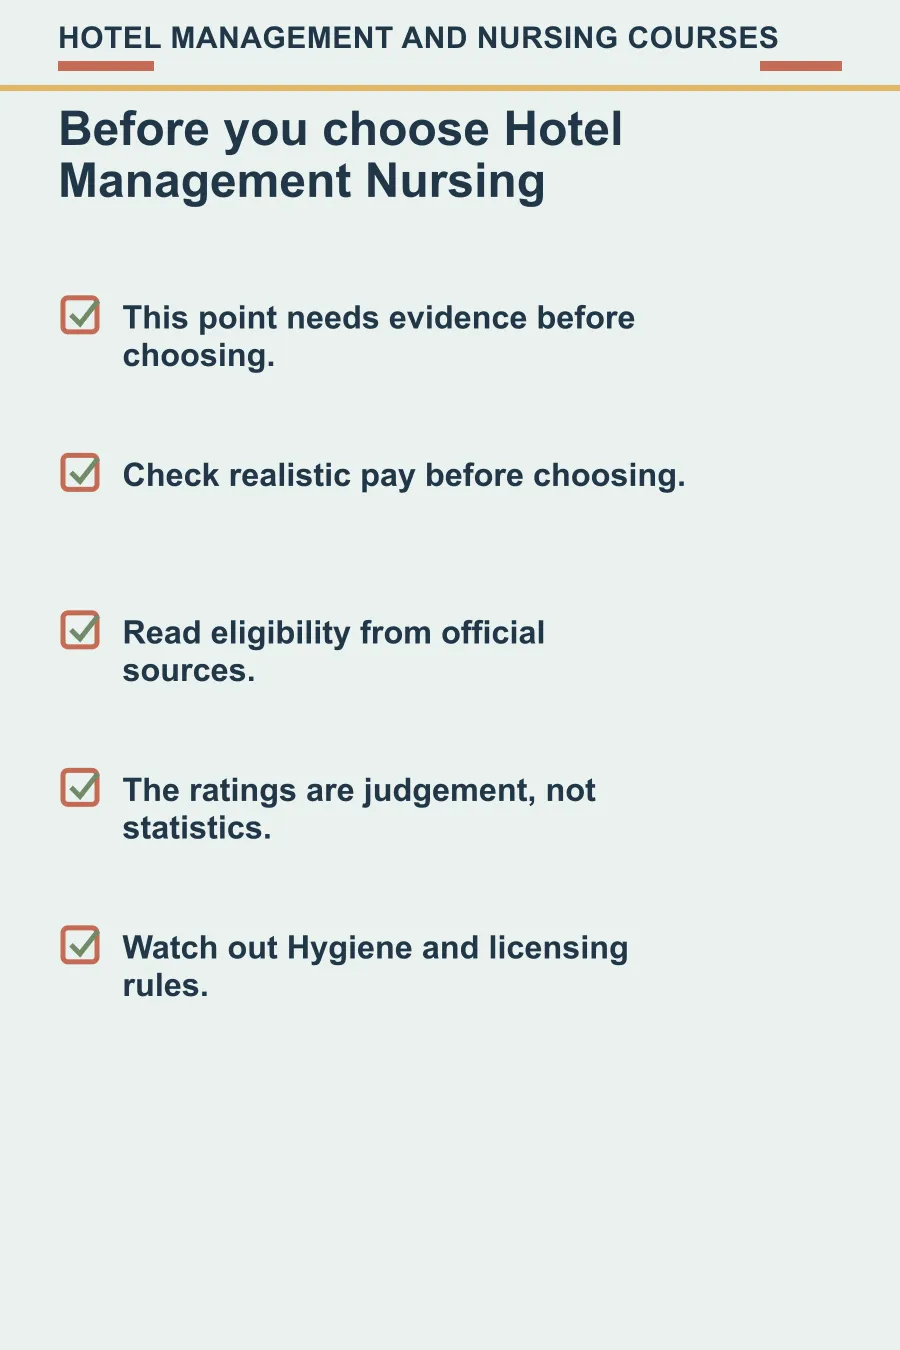 HOTEL MANAGEMENT AND NURSING COURSES
Before you choose Hotel
Management Nursing
This point needs evidence before
choosing.
Check realistic pay before choosing.
Read eligibility from official
sources.
The ratings are judgement, not
statistics.
Watch out Hygiene and licensing
rules.